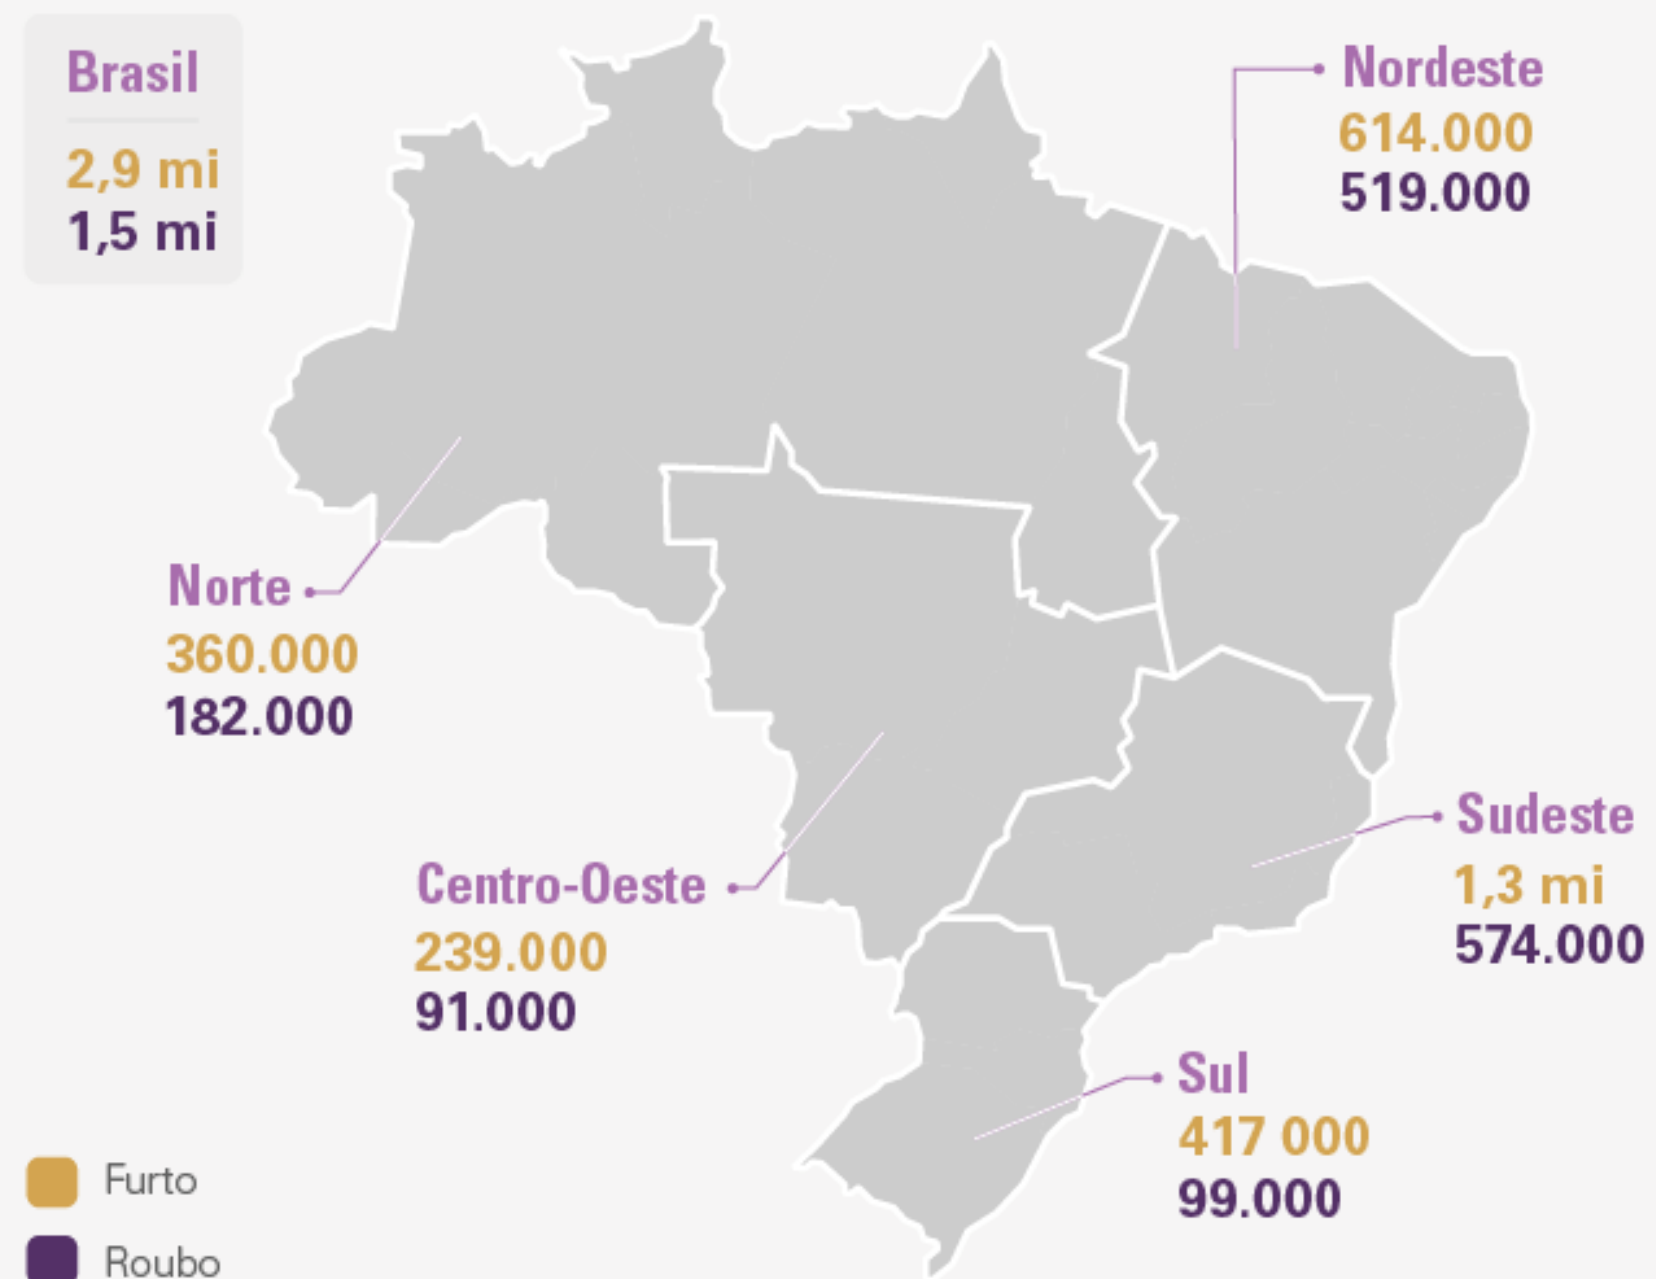 Brasil
2,9 mi
1,5 mi
Nordeste
614.000
519.000
Norte
360.000
182.000
Centro-Oeste
239.000
91.000
Sudeste
1,3 mi
574.000
Sul
417 000
99.000
Furto
Roubo